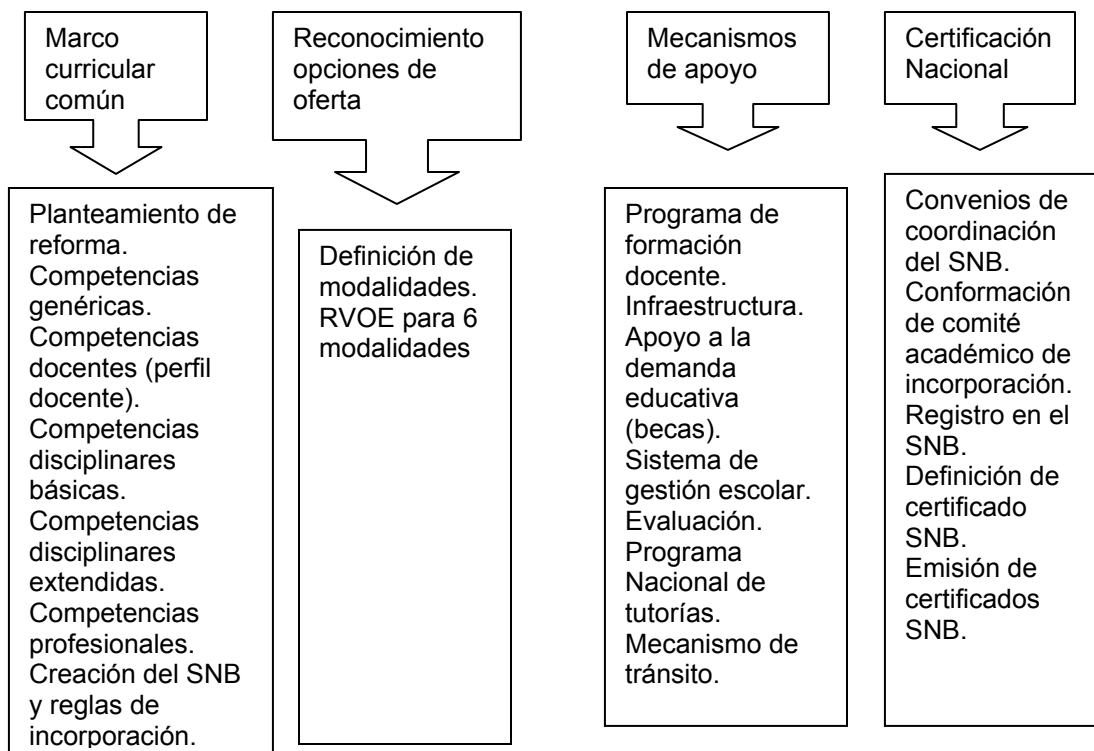 Marco
curricular
común
Reconocimiento
opciones de
oferta
Mecanismos
de apoyo
Certificación
Nacional
Planteamiento de
reforma.
Competencias
genéricas.
Competencias
docentes (perfil
docente).
Competencias
disciplinares
básicas.
Competencias
disciplinares
extendidas.
Competencias
profesionales.
Creación del SNB
y reglas de
incorporación.
Definición de
modalidades.
RVOE para 6
modalidades
Programa de
formación
docente.
Infraestructura.
Apoyo a la
demanda
educativa
(becas).
Sistema de
gestión escolar.
Evaluación.
Programa
Nacional de
tutorías.
Mecanismo de
tránsito.
Convenios de
coordinación
del SNB.
Conformación
de comité
académico de
incorporación.
Registro en el
SNB.
Definición de
certificado
SNB.
Emisión de
certificados
SNB.